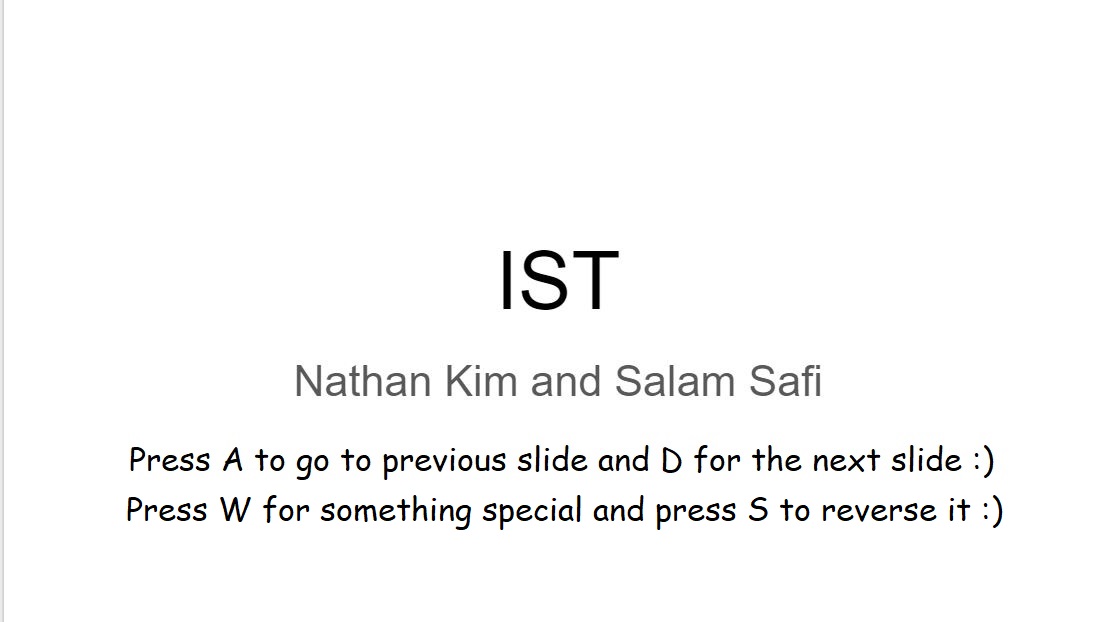 IST
Nathan Kim and Salam Safi
Press A to go to previous slide and D for the next slide :)
Press W for something special and press S to reverse it :)